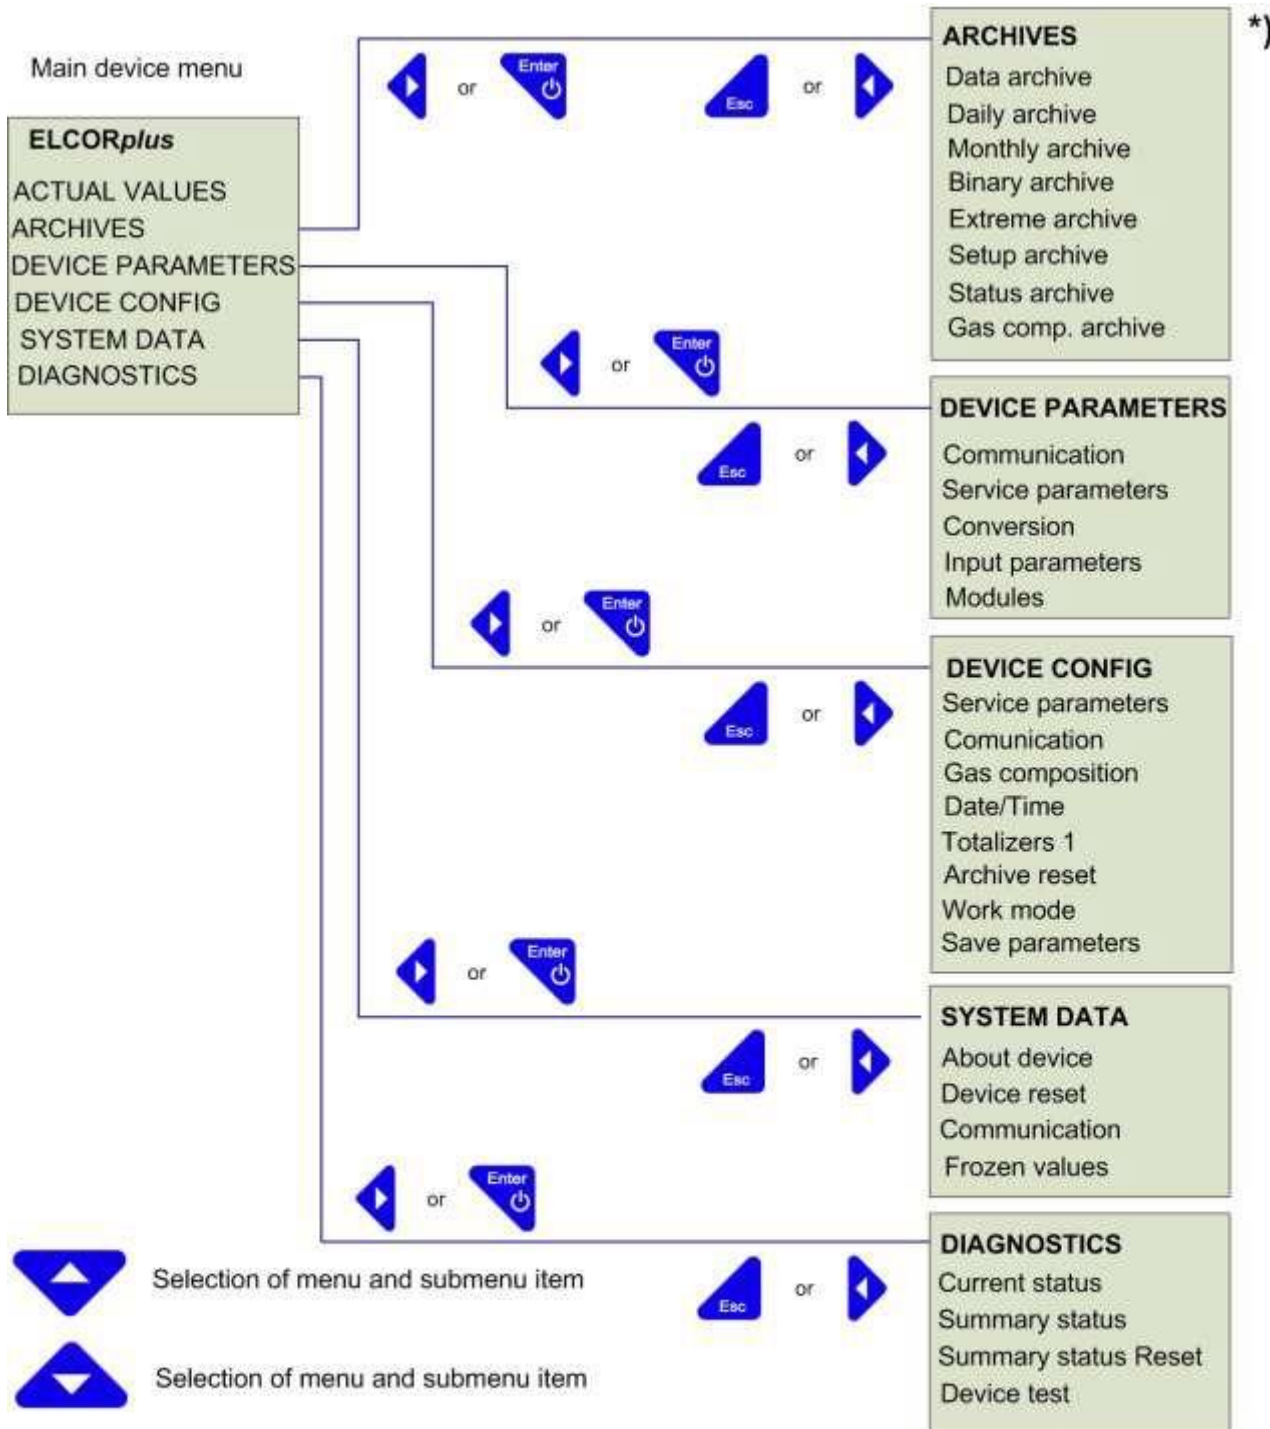 Main device menu
ELCORplus
ACTUAL VALUES
ARCHIVES
DEVICE PARAMETERS
DEVICE CONFIG
SYSTEM DATA
DIAGNOSTICS
Enter
or
Esc
or
*)
ARCHIVES
Data archive
Daily archive
Monthly archive
Binary archive
Extreme archive
Setup archive
Status archive
Gas comp. archive
Enter
or
Esc
or
DEVICE PARAMETERS
Communication
Service parameters
Conversion
Input parameters
Modules
Enter
or
Esc
or
DEVICE CONFIG
Service parameters
Comunication
Gas composition
Date/Time
Totalizers 1
Archive reset
Work mode
Save parameters
Enter
or
Esc
or
SYSTEM DATA
About device
Device reset
Communication
Frozen values
Enter
or
Esc
or
DIAGNOSTICS
Current status
Summary status
Summary status Reset
Device test
Selection of menu and submenu item
Selection of menu and submenu item